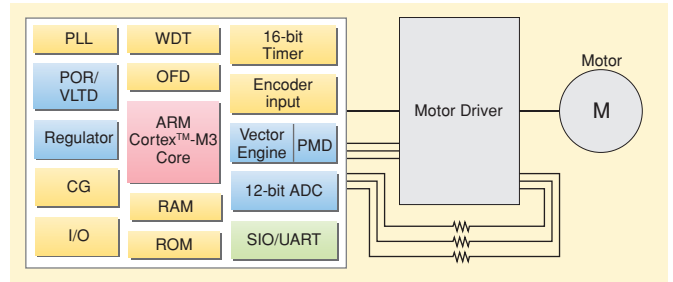 PLL
POR/
VLTD
Regulator
CG
I/O
WDT
OFD
ARM
Cortex™-M3
Core
RAM
ROM
16-bit
Timer
Encoder
input
Vector
Engine
PMD
12-bit ADC
SIO/UART
Motor Driver
Motor
M